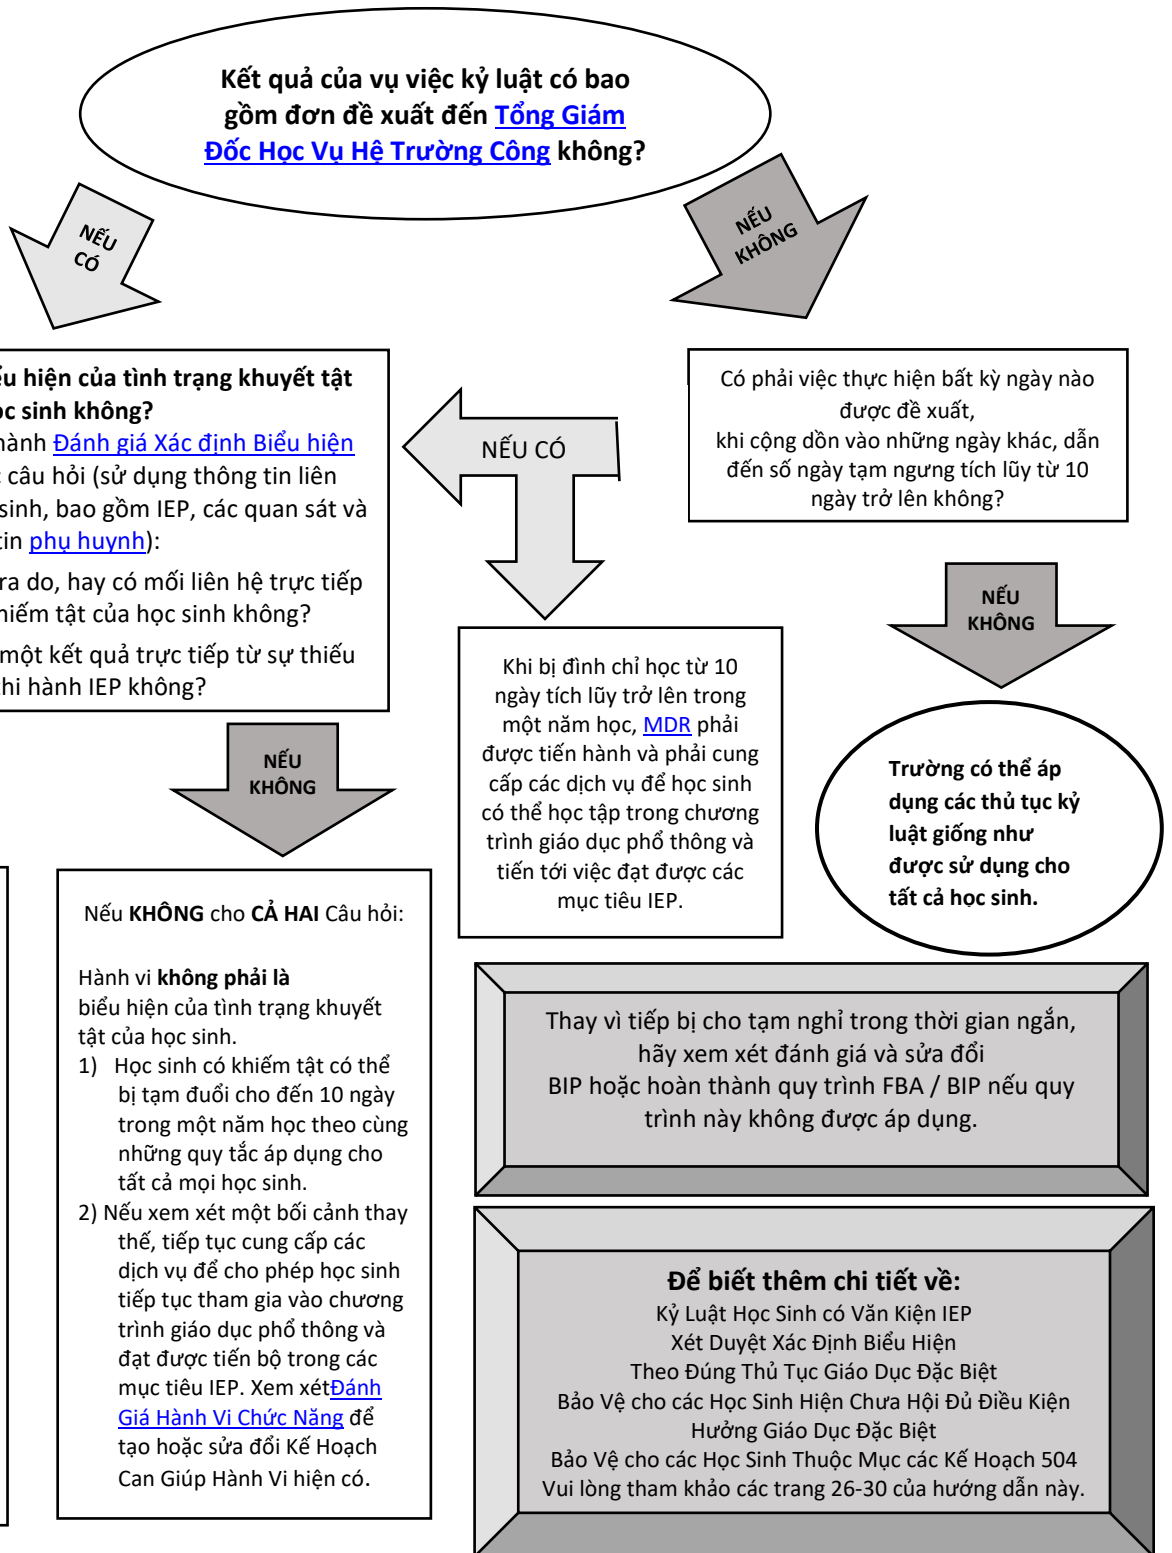 Kết quả của vụ việc kỷ luật có bao
gồm đơn đề xuất đến Tổng Giám
Đốc Học Vụ Hệ Trường Công không?
NẾU
CÓ
NẾU
KHÔNG
hiện của tình trạng khuyết tật
sinh không?
hành Đánh giá Xác định Biểu hiện
câu hỏi (sử dụng thông tin liên
sinh, bao gồm IEP, các quan sát và
tin phụ huynh):
ra do, hay có mối liên hệ trực tiếp
khiếm tật của học sinh không?
một kết quả trực tiếp từ sự thiếu
thi hành IEP không?
NẾU CÓ
Có phải việc thực hiện bất kỳ ngày nào
được đề xuất,
khi cộng dồn vào những ngày khác, dẫn
đến số ngày tạm ngưng tích lũy từ 10
ngày trở lên không?
NẾU
KHÔNG
Khi bị đình chỉ học từ 10
ngày tích lũy trở lên trong
một năm học, MDR phải
được tiến hành và phải cung
cấp các dịch vụ để học sinh
có thể học tập trong chương
trình giáo dục phổ thông và
tiến tới việc đạt được các
mục tiêu IEP.
NẾU
KHÔNG
Trường có thể áp
dụng các thủ tục kỷ
luật giống như
được sử dụng cho
tất cả học sinh.
Nếu KHÔNG cho CẢ HAI Câu hỏi:
Hành vi không phải là
biểu hiện của tình trạng khuyết
tật của học sinh.
1) Học sinh có khiếm tật có thể
bị tạm đuổi cho đến 10 ngày
trong một năm học theo cùng
những quy tắc áp dụng cho
tất cả mọi học sinh.
2) Nếu xem xét một bối cảnh thay
thế, tiếp tục cung cấp các
dịch vụ để cho phép học sinh
tiếp tục tham gia vào chương
trình giáo dục phổ thông và
đạt được tiến bộ trong các
mục tiêu IEP. Xem xétĐánh
Giá Hành Vi Chức Năng để
tạo hoặc sửa đổi Kế Hoạch
Can Giúp Hành Vi hiện có.
Thay vì tiếp bị cho tạm nghỉ trong thời gian ngắn,
hãy xem xét đánh giá và sửa đổi
BIP hoặc hoàn thành quy trình FBA / BIP nếu quy
trình này không được áp dụng.
Để biết thêm chi tiết về:
Kỷ Luật Học Sinh có Văn Kiện IEP
Xét Duyệt Xác Định Biểu Hiện
Theo Đúng Thủ Tục Giáo Dục Đặc Biệt
Bảo Vệ cho các Học Sinh Hiện Chưa Hội Đủ Điều Kiện
Hưởng Giáo Dục Đặc Biệt
Bảo Vệ cho các Học Sinh Thuộc Mục các Kế Hoạch 504
Vui lòng tham khảo các trang 26-30 của hướng dẫn này.